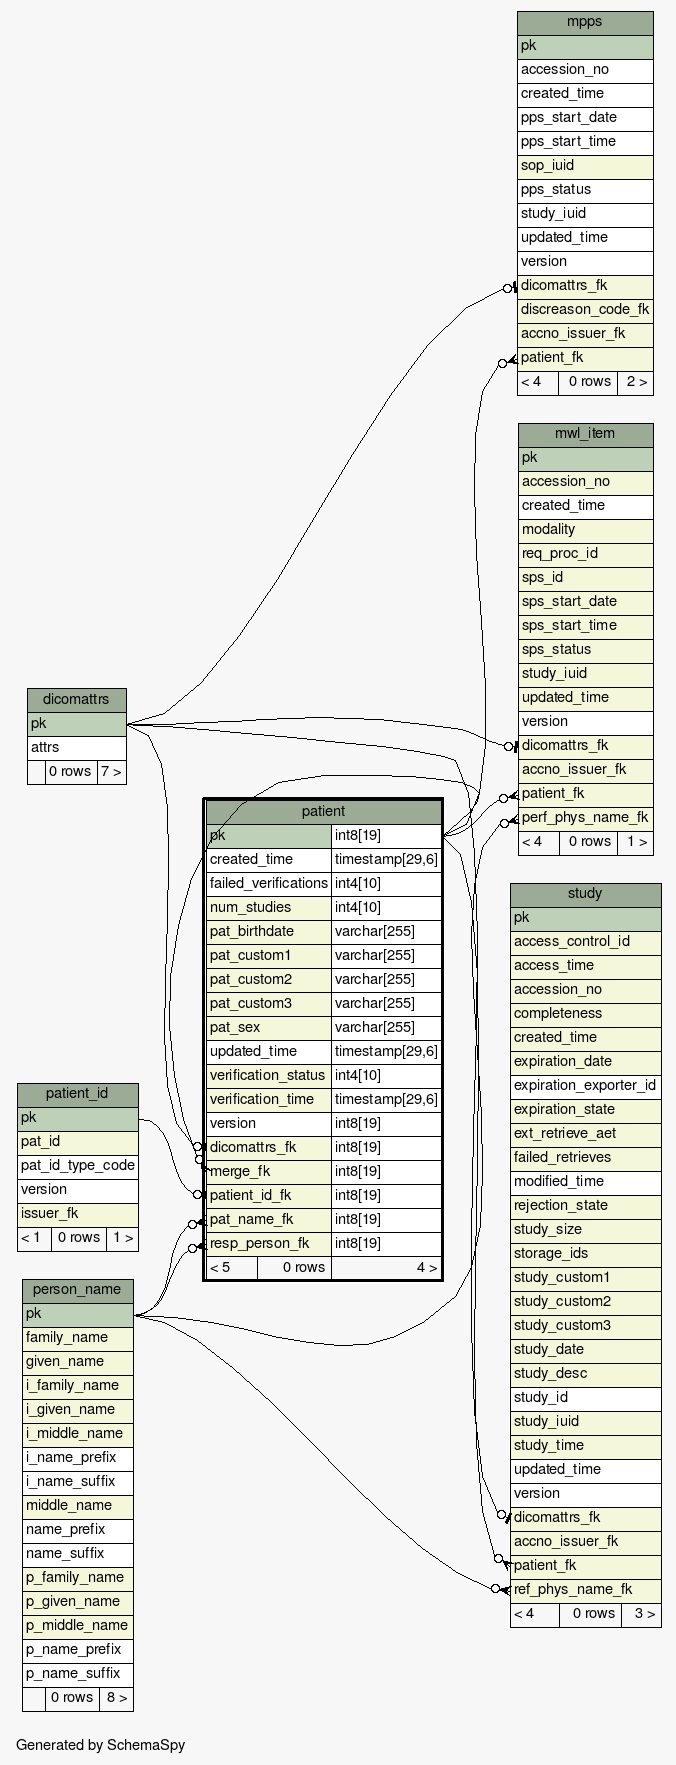 mpps
pk
accession_no
created_time
pps_start_date
pps_start_time
sop_iuid
pps_status
study_iuid
updated_time
version
dicomattrs_fk
discreason_code_fk
accno_issuer_fk
patient_fk
< 4 0 rows 2 >
mwl_item
pk
accession_no
created_time
modality
req_proc_id
sps_id
sps_start_date
sps_start_time
sps_status
study_iuid
updated_time
version
dicomattrs_fk
accno_issuer_fk
patient_fk
perf_phys_name_fk
< 4 0 rows 1 >
dicomattrs
pk
attrs
0 rows 7 >
patient
pk int8[19]
created_time timestamp[29,6]
failed_verifications int4[10]
num_studies int4[10]
pat_birthdate varchar[255]
pat_custom1 varchar[255]
pat_custom2 varchar[255]
pat_custom3 varchar[255]
pat_sex varchar[255]
updated_time timestamp[29,6]
verification_status int4[10]
verification_time timestamp[29,6]
version int8[19]
dicomattrs_fk int8[19]
merge_fk int8[19]
patient_id_fk int8[19]
pat_name_fk int8[19]
resp_person_fk int8[19]
< 5 0 rows 4 >
study
pk
access_control_id
access_time
accession_no
completeness
created_time
expiration_date
expiration_exporter_id
expiration_state
ext_retrieve_aet
failed_retrieves
modified_time
rejection_state
study_size
storage_ids
study_custom1
study_custom2
study_custom3
study_date
study_desc
study_id
study_iuid
study_time
updated_time
version
dicomattrs_fk
accno_issuer_fk
patient_fk
ref_phys_name_fk
< 4 0 rows 3 >
patient_id
pk
pat_id
pat_id_type_code
version
issuer_fk
< 1 0 rows 1 >
person_name
pk
family_name
given_name
i_family_name
i_given_name
i_middle_name
i_name_prefix
i_name_suffix
middle_name
name_prefix
name_suffix
p_family_name
p_given_name
p_middle_name
p_name_prefix
p_name_suffix
0 rows 8 >
Generated by SchemaSpy